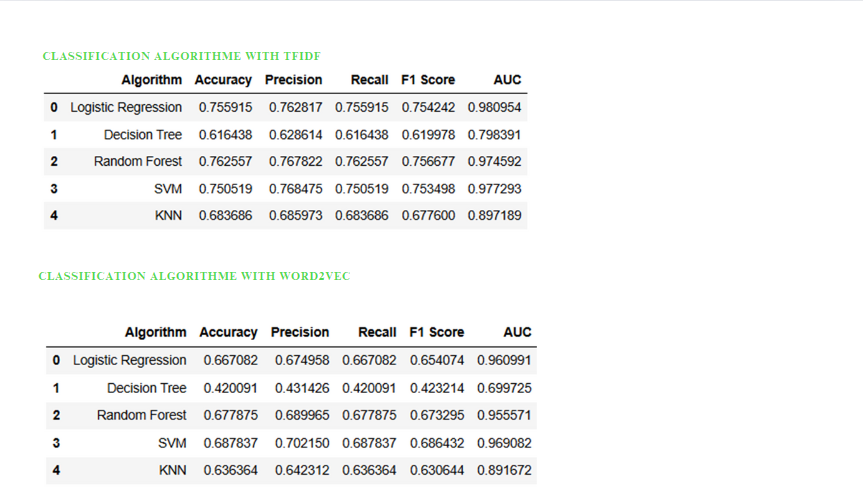 CLASSIFICATION ALGORITHME WITH TFIDF
Algorithm Accuracy Precision Recall F1 Score AUC
0 Logistic Regression 0.755915 0.762817 0.755915 0.754242 0.980954
1 Decision Tree 0.616438 0.628614 0.616438 0.619978 0.798391
2 Random Forest 0.762557 0.767822 0.762557 0.756677 0.974592
3 SVM 0.750519 0.768475 0.750519 0.753498 0.977293
4 KNN 0.683686 0.685973 0.683686 0.677600 0.897189
CLASSIFICATION ALGORITHME WITH WORD2VEC
Algorithm Accuracy Precision Recall F1 Score AUC
0 Logistic Regression 0.667082 0.674958 0.667082 0.654074 0.960991
1 Decision Tree 0.420091 0.431426 0.420091 0.423214 0.699725
2 Random Forest 0.677875 0.689965 0.677875 0.673295 0.955571
3 SVM 0.687837 0.702150 0.687837 0.686432 0.969082
4 KNN 0.636364 0.642312 0.636364 0.630644 0.891672